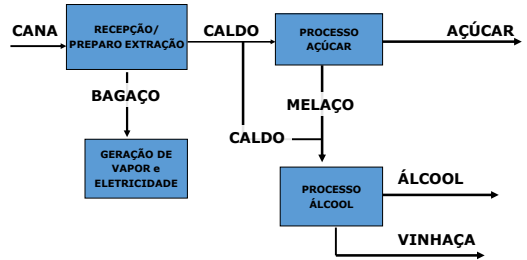 CANA
RECEPÇÃO/
PREPARO EXTRAÇÃO
CALDO
PROCESSO
AÇÚCAR
AÇÚCAR
BAGAÇO
MELAÇO
CALDO
GERAÇÃO DE
VAPOR e
ELETRICIDADE
PROCESSO
ÁLCOOL
ÁLCOOL
VINHAÇA